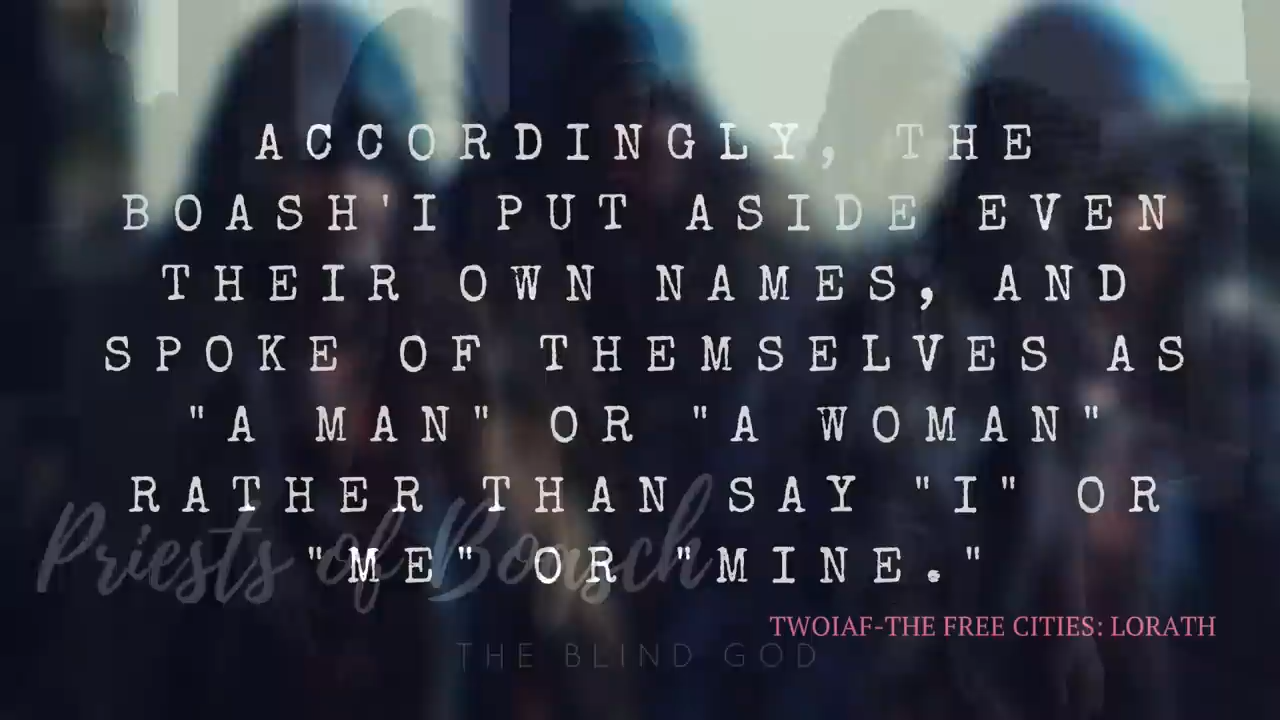 ACCORDINGLY, THE
BOASH'I PUT ASIDE EVEN
THEIR OWN NAMES, AND
SPOKE OF THEMSELVES AS
"A MAN" OR "A WOMAN"
RATHER THAN SAY "I" OR
"ME" OR "MINE."
Priests of Boasch
TWOIAF-THE FREE CITIES: LORATH
THE BLIND GOD